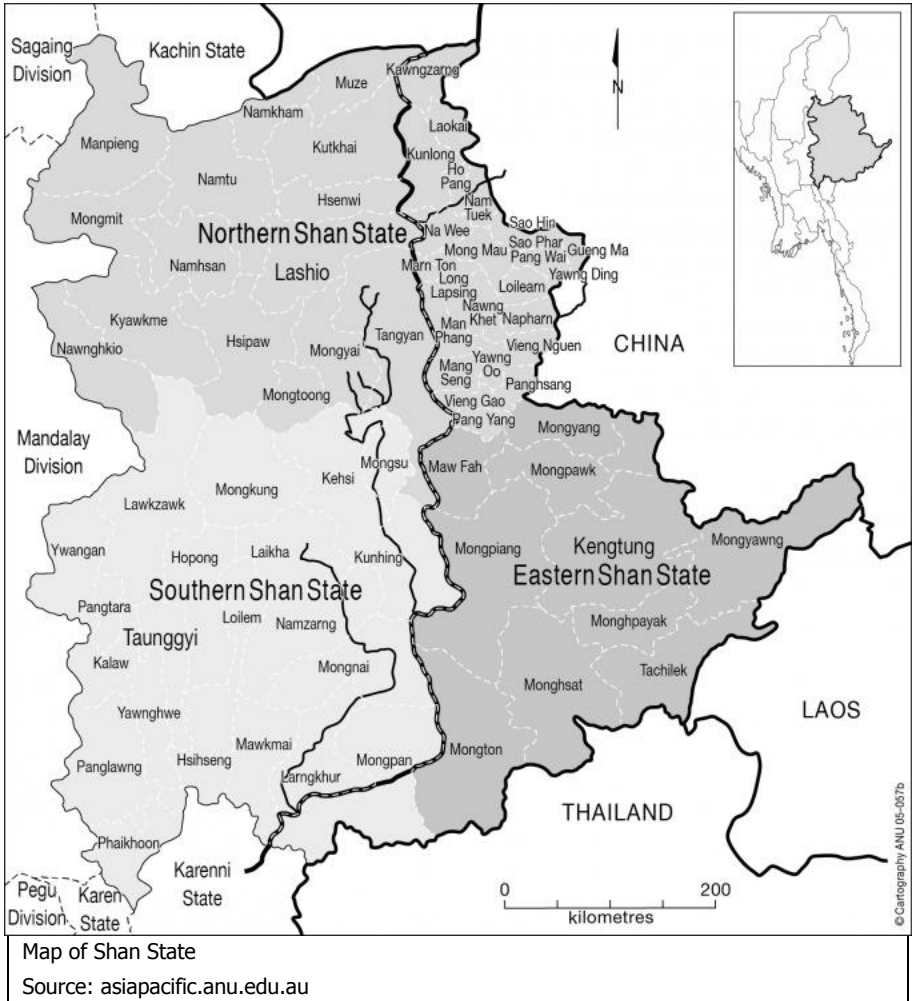 Sagaing
Division
Kachin State
Kawngzarng
Muze
N
Namkham
Laokai
Manpieng
Kutkhai
Kunlong
Ho
Pang
Namtu
Hsenwi
Nam
Tuek
Mongmit
Sao Hin
Northern Shan State
Na Wee
Mong Mau
Sao Phar
Pang Wai
Gueng Ma
Namhsan
Lashio
Marn Ton
Yawng Ding
Long
Lapsing
Loilearn
Nawng
Khet
Napharn
Kyawkme
Man
Phang
Tangyan
Nawnghkio
Hsipaw
Mongyai
Vieng Nguen
CHINA
Yawng
Oo
Mang
Seng
Panghsang
Mongtoong
Vieng Gao
Pang Yang
Mandalay
Division
Mongyang
Mongsu
Maw Fah
Mongpawk
Kehsi
Mongkung
Lawkzawk
Ywangan
Hopong
Laikha
Kunhing
Mongpiang
Kengtung
Mongyawng
Eastern Shan State
Southern Shan State
Pangtara
Loilem
Namzarng
Monghpayak
Taunggyi
Kalaw
Mongnai
Monghsat
Tachilek
Yawnghwe
LAOS
Mawkmai
Hsihseng
Mongpan
Mongton
Panglawng
Larngkhur
THAILAND
Phaikhoon
Karenni
State
Pegu
Division
Karen
State
0 200
kilometres
© Cartography ANU 05-057b
Map of Shan State
Source: asiapacific.anu.edu.au